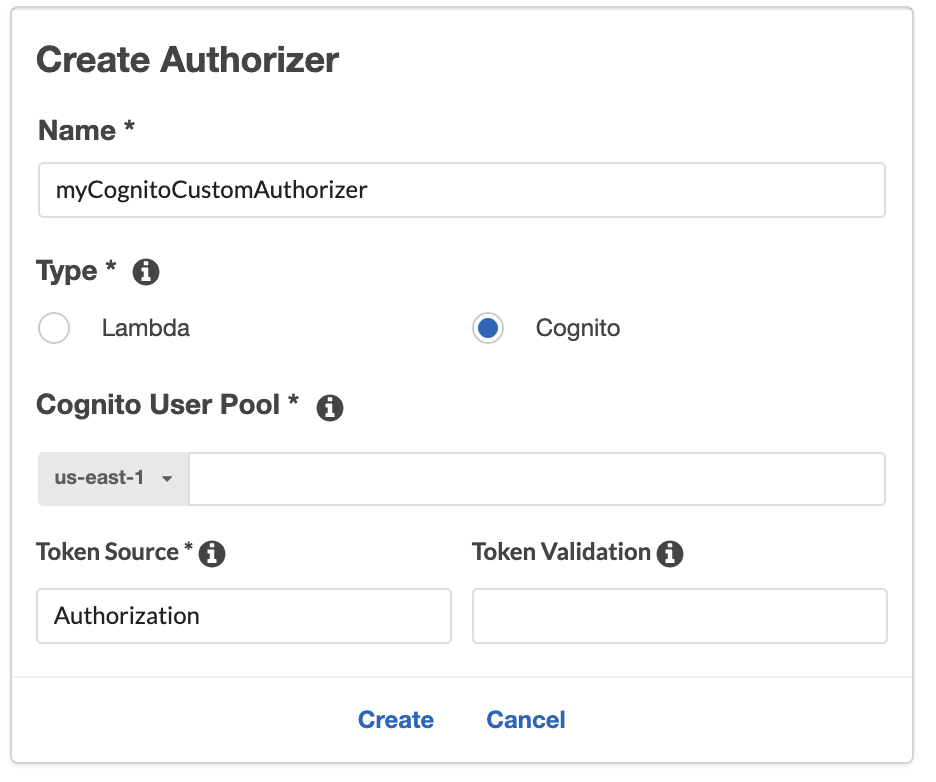 Create Authorizer
Name *
myCognitoCustomAuthorizer
Type *
Lambda
Cognito
Cognito User Pool *
us-east-1
Token Source *
Token Validation
Authorization
Create
Cancel